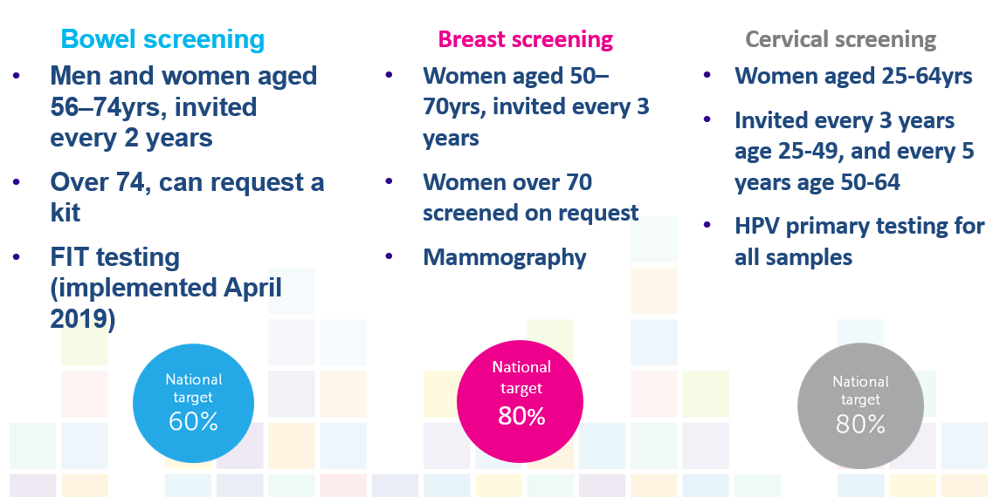 Bowel screening
• Men and women aged
56–74yrs, invited
every 2 years
• Over 74, can request a
kit
• FIT testing
(implemented April
2019)
National
target
60%
Breast screening
• Women aged 50–
70yrs, invited every 3
years
• Women over 70
screened on request
• Mammography
National
target
80%
Cervical screening
• Women aged 25-64yrs
• Invited every 3 years
age 25-49, and every 5
years age 50-64
• HPV primary testing for
all samples
National
target
80%